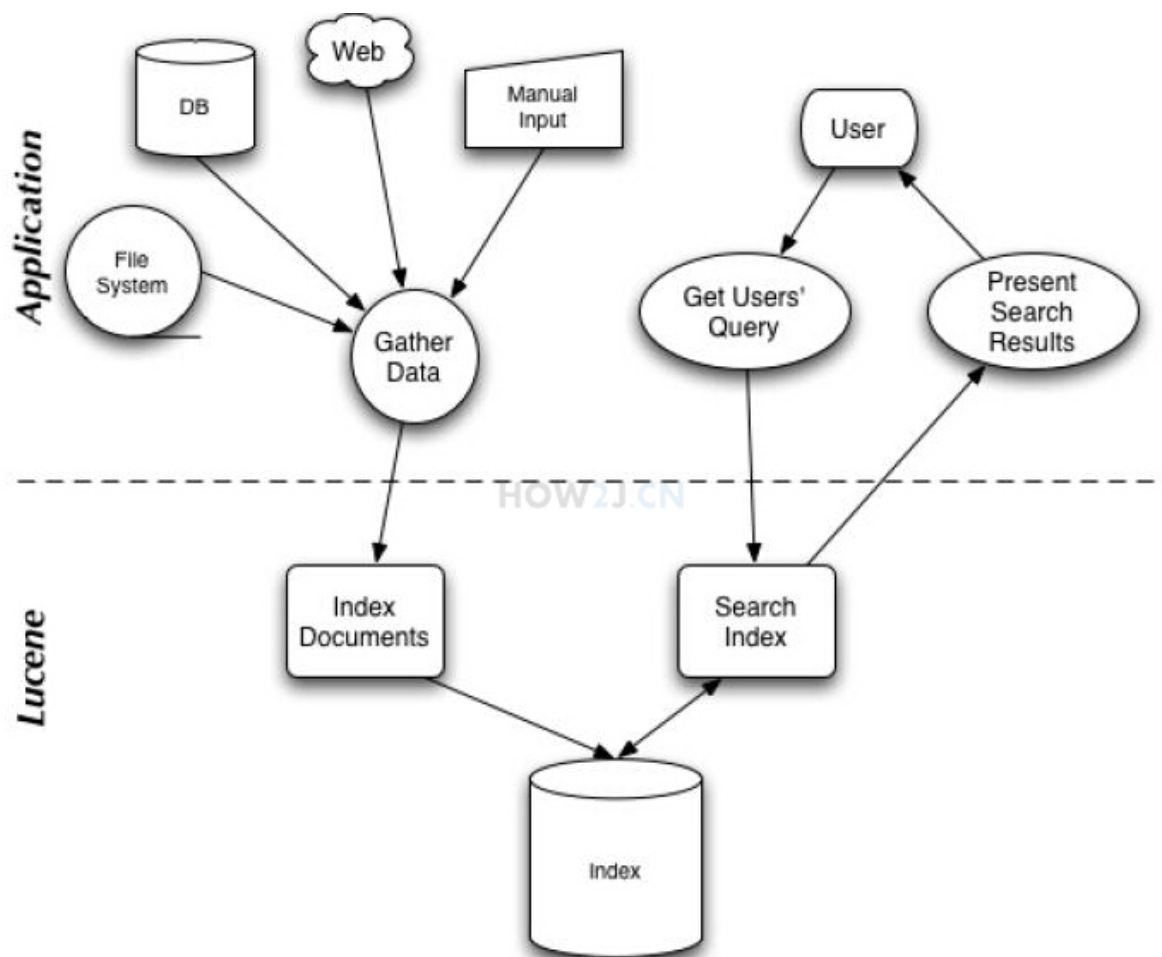 Web
DB
Manual
Input
User
Application
File
System
Get Users'
Query
Present
Search
Results
Gather
Data
HOW2J.CN
Index
Documents
Search
Index
Lucene
Index